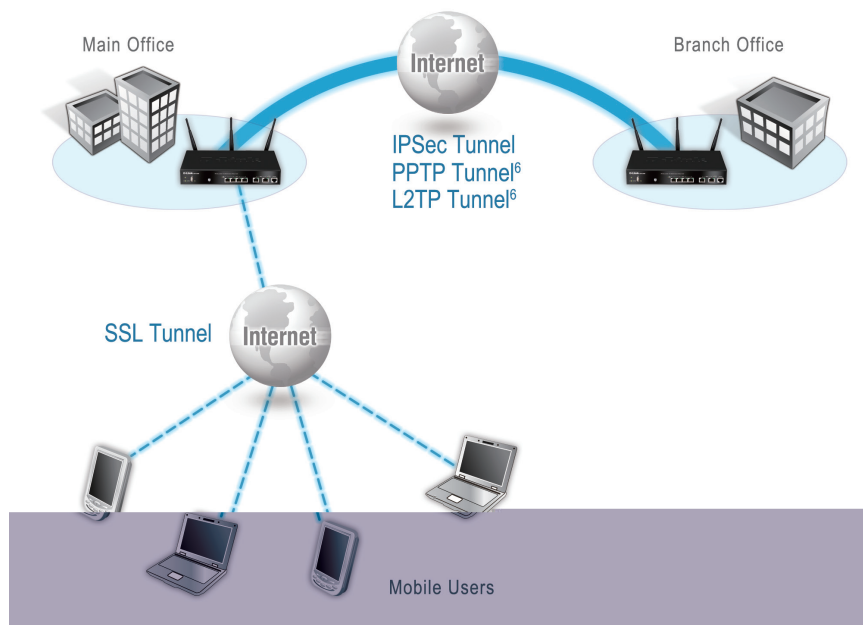 Main Office
Branch Office
Internet
IPSec Tunnel
PPTP Tunnel⁶
L2TP Tunnel⁶
SSL Tunnel
Internet
Mobile Users